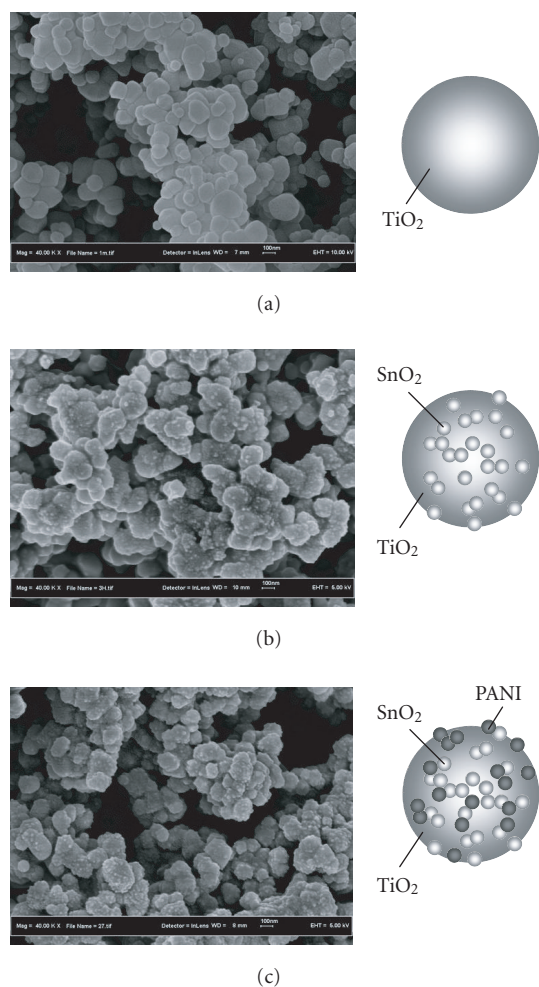 TiO₂
100nm
Mag = 40.00 K X File Name = 1m.tif Detector = InLens WD = 7 mm EHT = 10.00 kV
(a)
SnO₂
TiO₂
100nm
Mag = 40.00 K X File Name = 3H.tif Detector = InLens WD = 10 mm EHT = 5.00 kV
(b)
PANI
SnO₂
TiO₂
100nm
Mag = 40.00 K X File Name = 27.tif Detector = InLens WD = 8 mm EHT = 5.00 kV
(c)